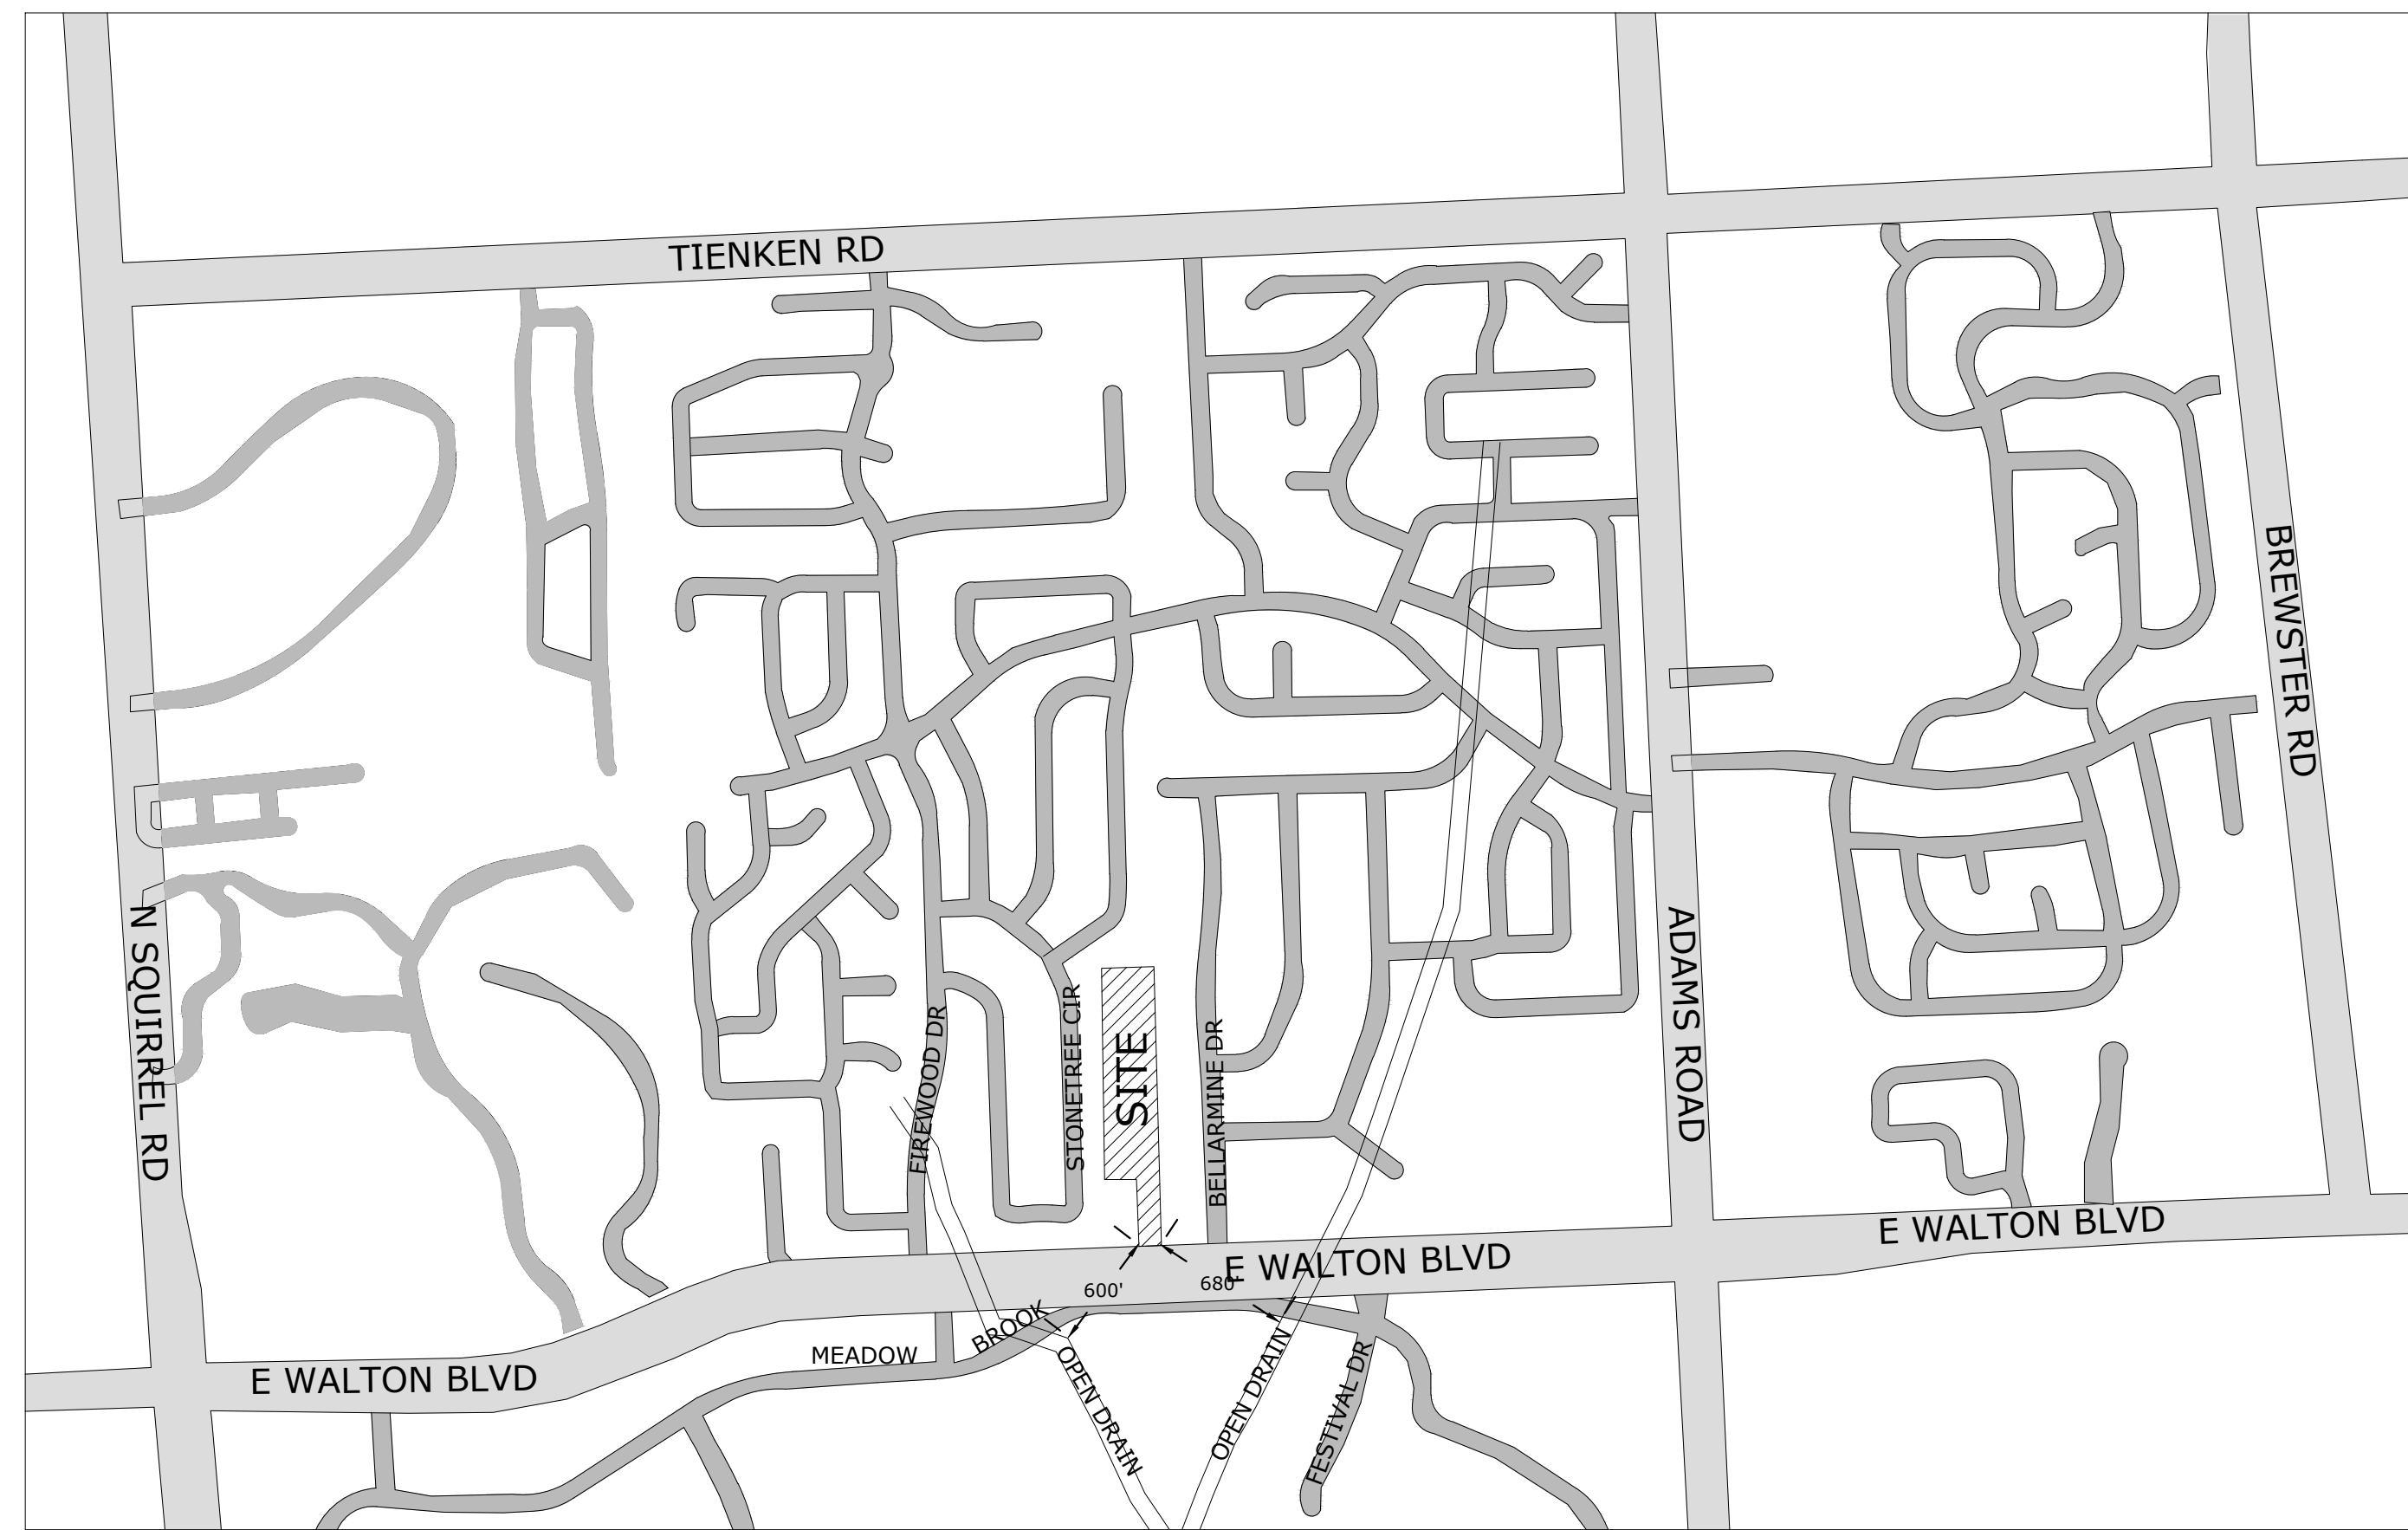 TIENKEN RD
BREWSTER RD
N SQUIRREL RD
ADAMS ROAD
FIREWOOD DR
STONETREE CIR
SITE
BELLARMINE DR
E WALTON BLVD
E WALTON BLVD
600'
680'
BROOK
MEADOW
E WALTON BLVD
OPEN DRAIN
OPEN DRAIN
FESTIVAL DR